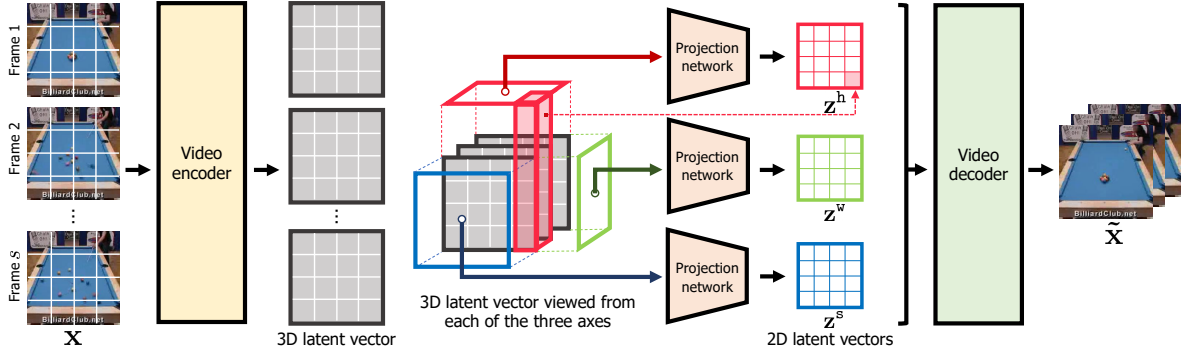 Frame 1
BilliardClub.net
Frame 2
BilliardClub.net
...
Frame s
BilliardClub.net
x
Video
encoder
...
3D latent vector
3D latent vector viewed from
each of the three axes
Projection
network
z^h
Projection
network
z^w
Projection
network
z^s
2D latent vectors
Video
decoder
BilliardClub.net
x̃